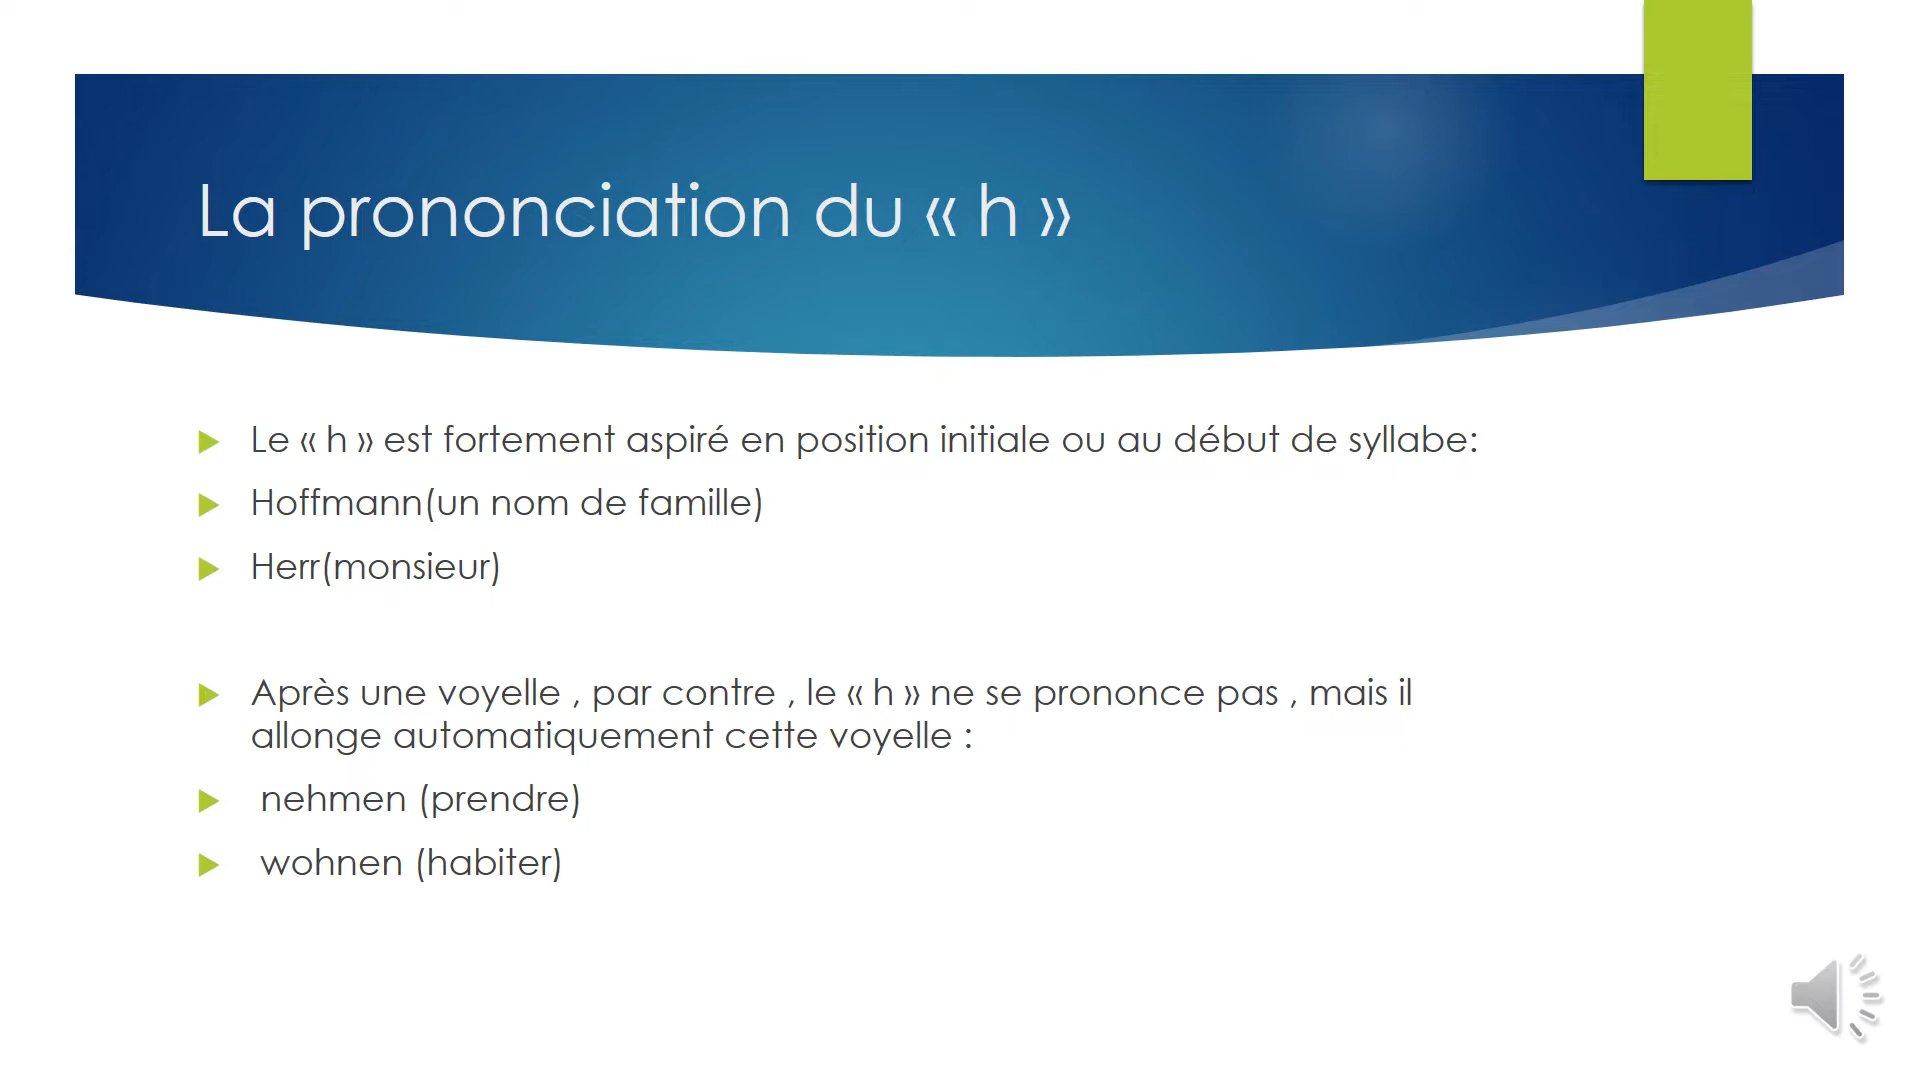 La prononciation du « h »
Le « h » est fortement aspiré en position initiale ou au début de syllabe:
Hoffmann(un nom de famille)
Herr(monsieur)
Après une voyelle , par contre , le « h » ne se prononce pas , mais il
allonge automatiquement cette voyelle :
nehmen (prendre)
wohnen (habiter)